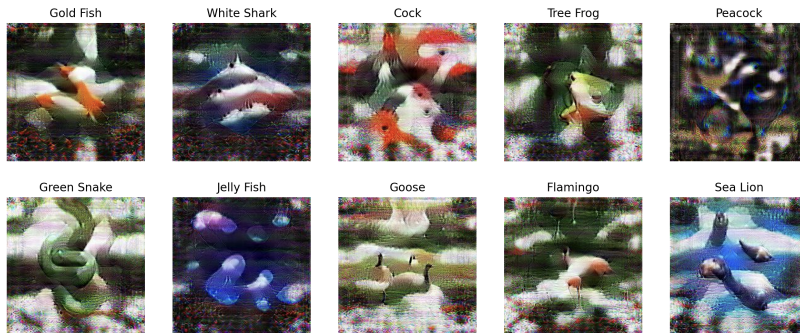 Gold Fish
White Shark
Cock
Tree Frog
Peacock
Green Snake
Jelly Fish
Goose
Flamingo
Sea Lion